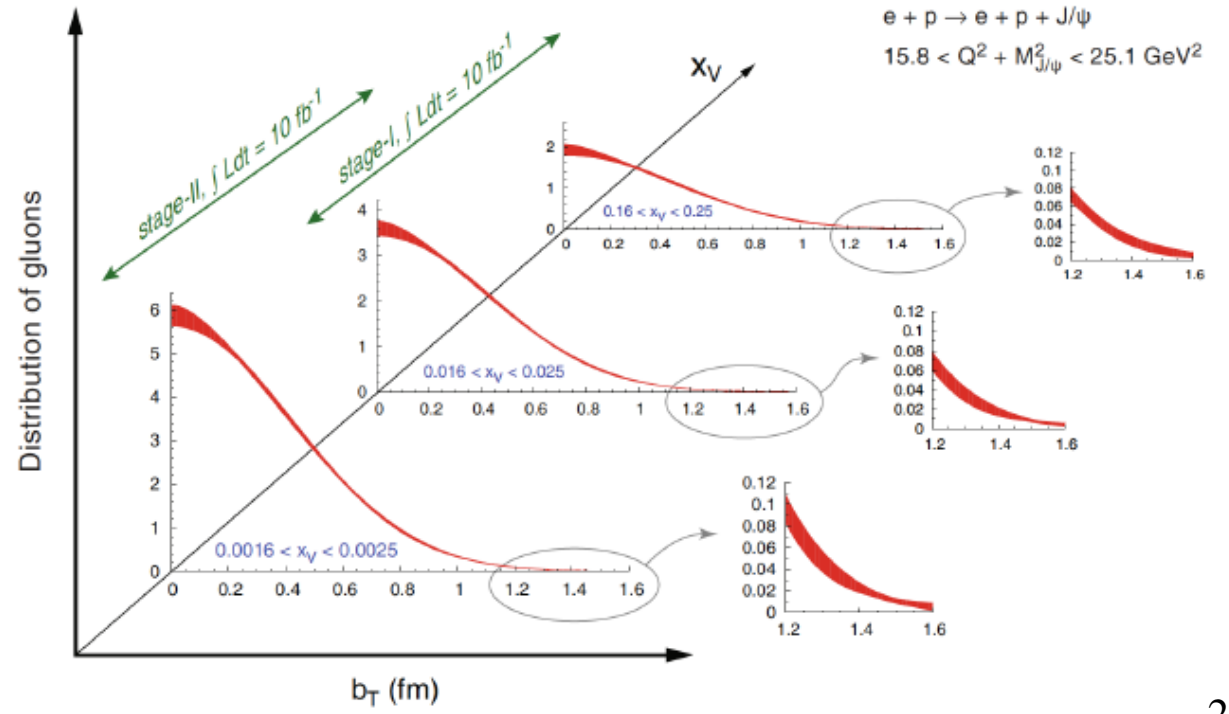 e + p → e + p + J/ψ
15.8 < Q² + M²J/ψ < 25.1 GeV²
stage-II, ∫ Ldt = 10 fb⁻¹
stage-I, ∫ Ldt = 10 fb⁻¹
xV
Distribution of gluons
2
1
0
0.16 < xV < 0.25
0 0.2 0.4 0.6 0.8 1 1.2 1.4 1.6
0.12
0.1
0.08
0.06
0.04
0.02
0
1.2 1.4 1.6
4
3
2
1
0
0.016 < xV < 0.025
0 0.2 0.4 0.6 0.8 1 1.2 1.4 1.6
0.12
0.1
0.08
0.06
0.04
0.02
0
1.2 1.4 1.6
6
5
4
3
2
1
0
0.0016 < xV < 0.0025
0 0.2 0.4 0.6 0.8 1 1.2 1.4 1.6
0.12
0.1
0.08
0.06
0.04
0.02
0
1.2 1.4 1.6
bT (fm)